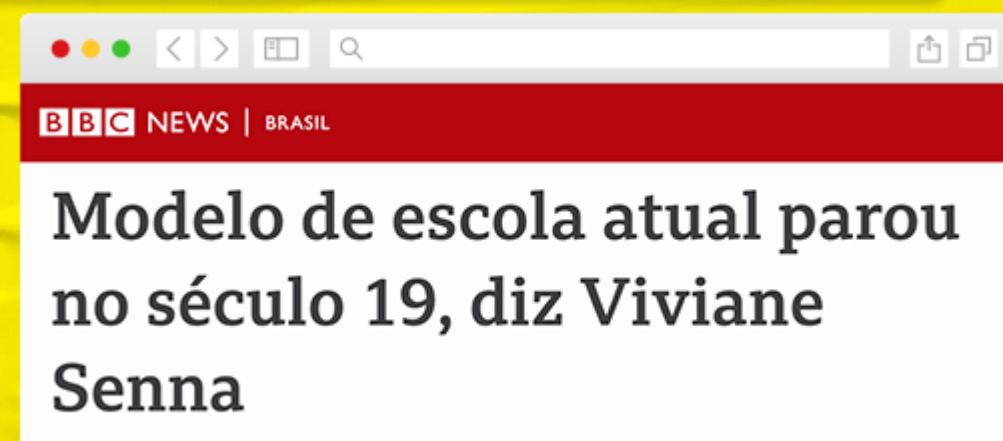 BBC NEWS | BRASIL
Modelo de escola atual parou
no século 19, diz Viviane
Senna